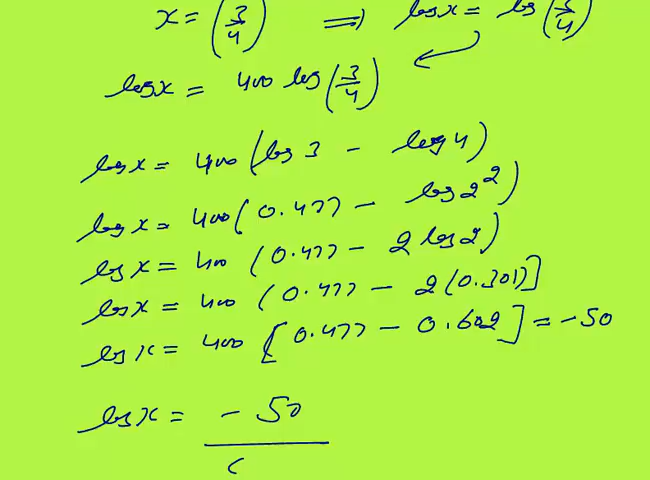 x = (3/4) ⟹ log x = log (3/4)
log x = 400 log (3/4)
log x = 400 (log 3 - log 4)
log x = 400 (0.477 - log 2²)
log x = 400 (0.477 - 2 log 2)
log x = 400 (0.477 - 2(0.301)]
log x = 400 [0.477 - 0.602] = -50
log x = -50